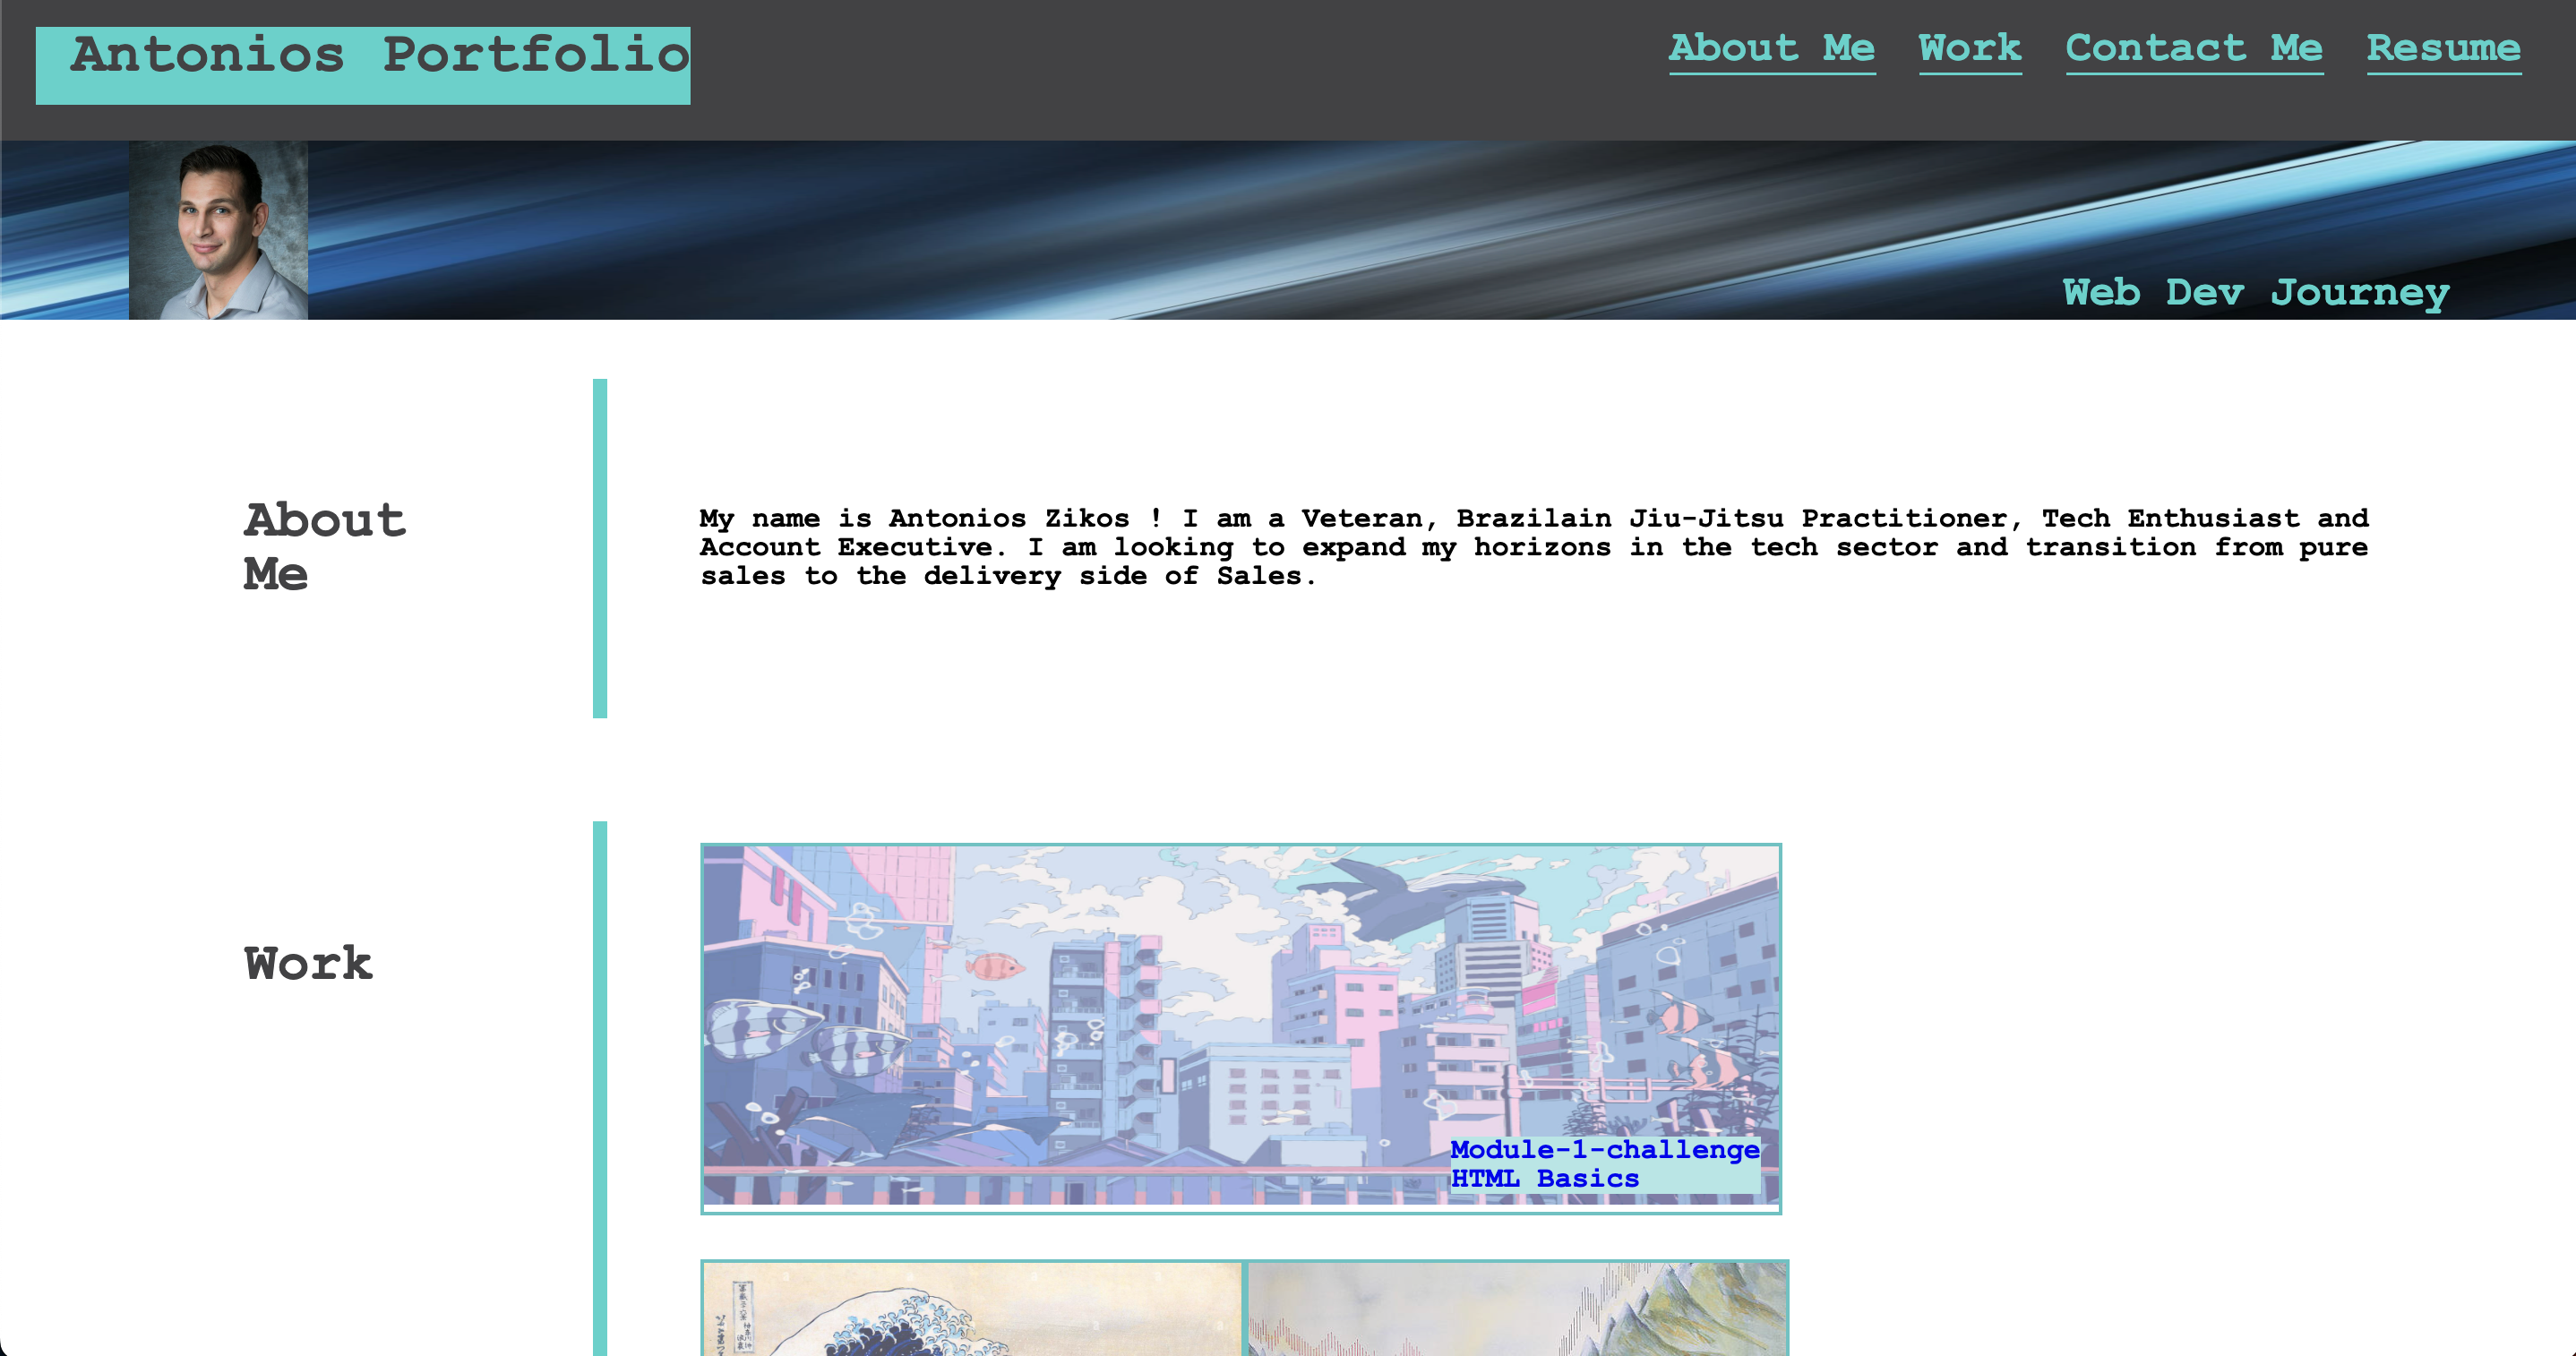 Antonios Portfolio
About Me Work Contact Me Resume
Web Dev Journey
About
Me
My name is Antonios Zikos ! I am a Veteran, Brazilain Jiu-Jitsu Practitioner, Tech Enthusiast and
Account Executive. I am looking to expand my horizons in the tech sector and transition from pure
sales to the delivery side of Sales.
Work
Module-1-challenge
HTML Basics